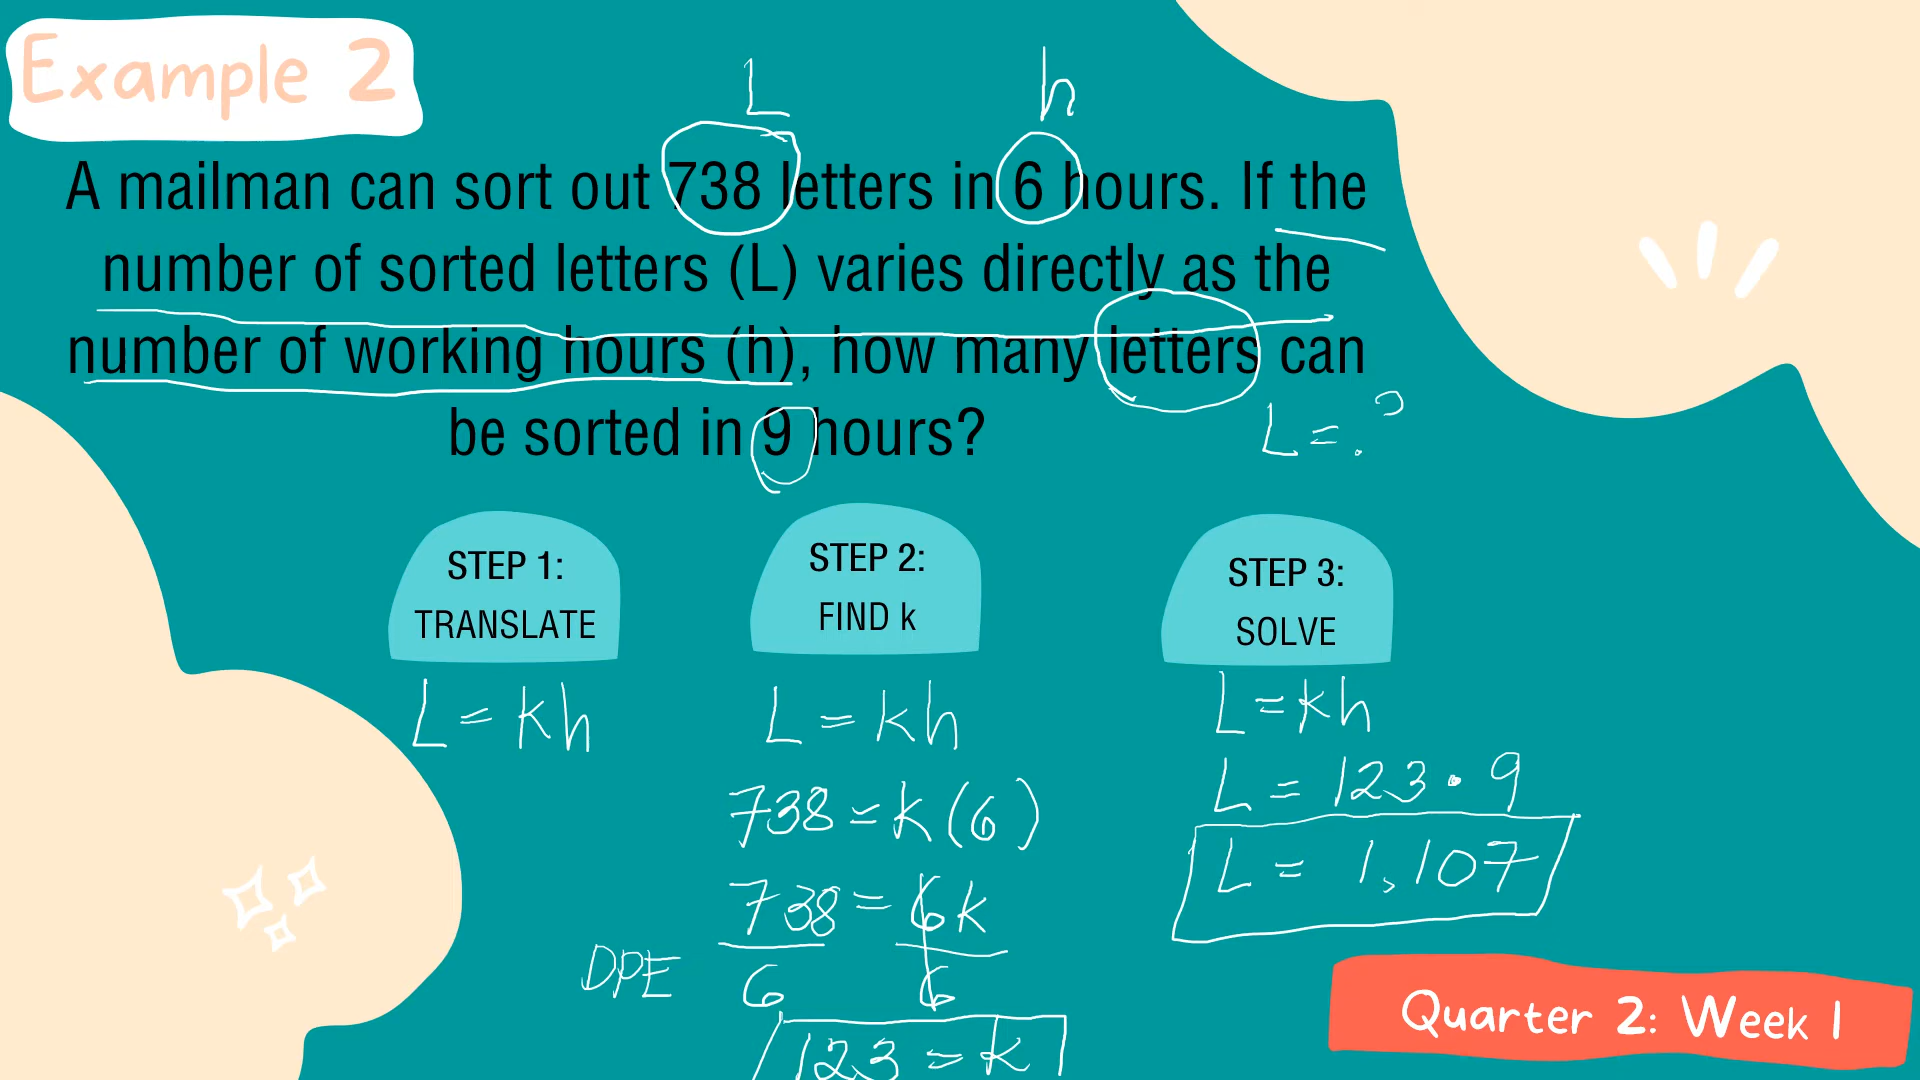 Example 2
L
h
A mailman can sort out 738 letters in 6 hours. If the
number of sorted letters (L) varies directly as the
number of working hours (h), how many letters can
be sorted in 9 hours?
L = ?
STEP 1:
TRANSLATE
L = kh
STEP 2:
FIND k
L = kh
738 = k(6)
738 = 6k
DPE
6
6
123 = k
STEP 3:
SOLVE
L = kh
L = 123 · 9
L = 1,107
Quarter 2: Week 1